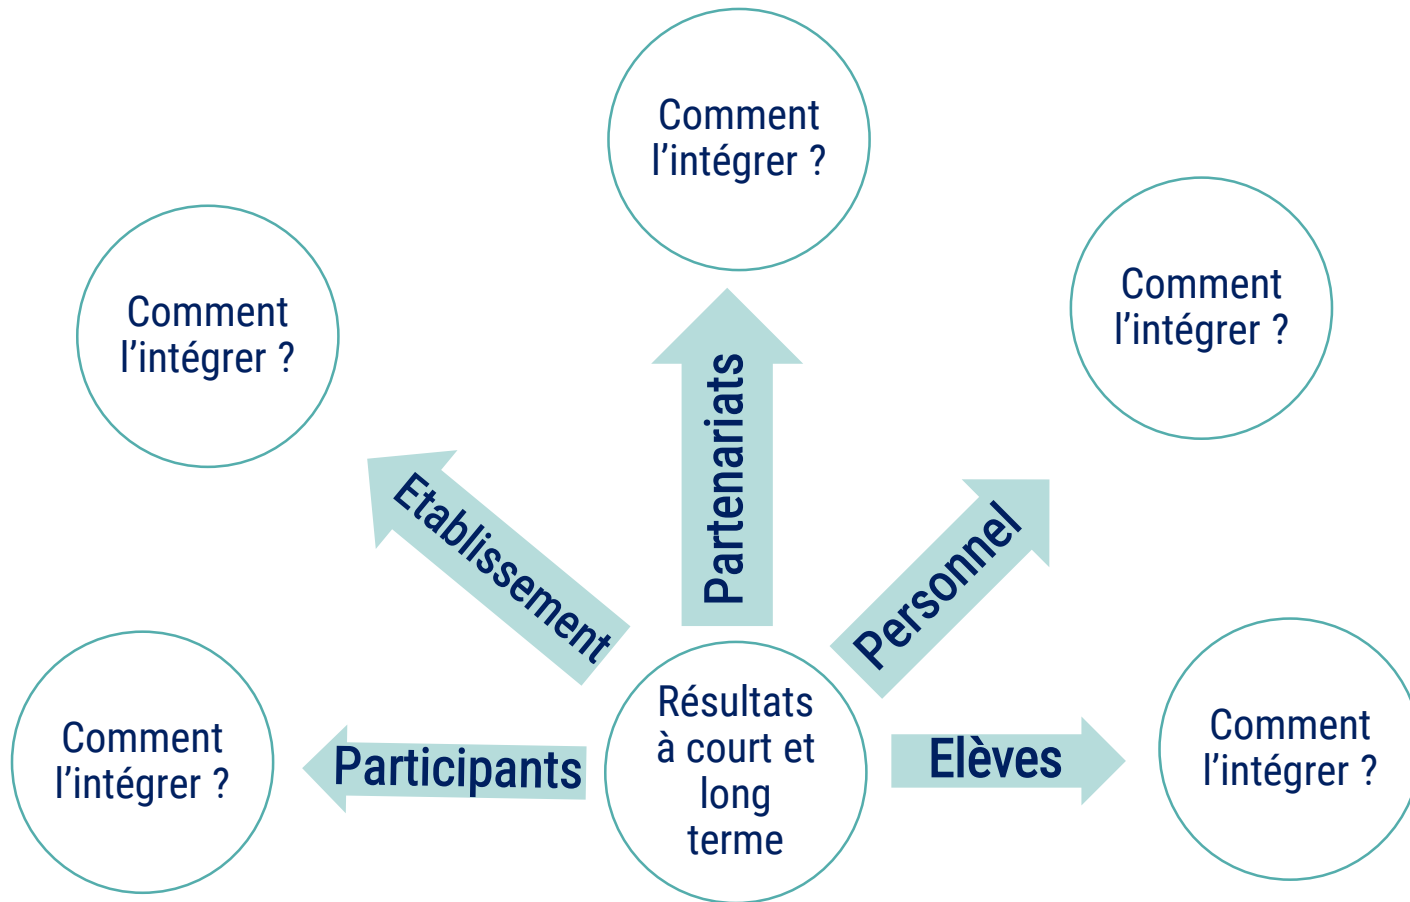 Comment
l’intégrer ?
Comment
l’intégrer ?
Comment
l’intégrer ?
Partenariats
Etablissement
Personnel
Comment
l’intégrer ?
Participants
Résultats
à court et
long
terme
Elèves
Comment
l’intégrer ?